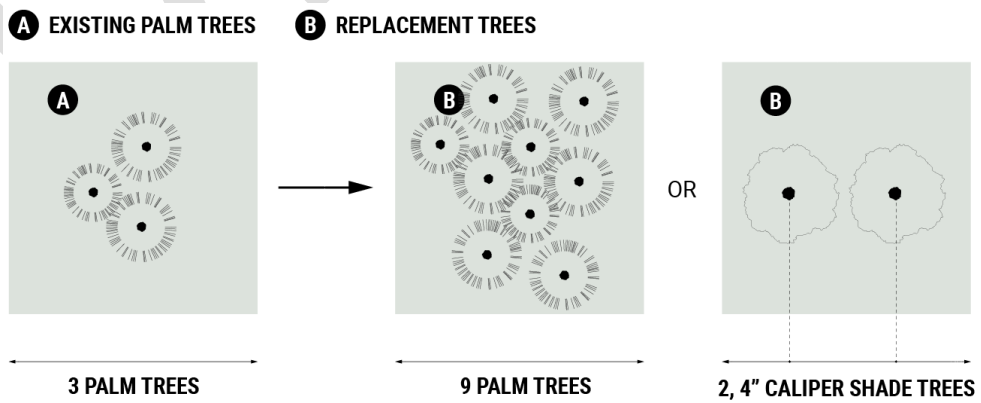 A EXISTING PALM TREES
B REPLACEMENT TREES
A
B
OR
B
3 PALM TREES
9 PALM TREES
2, 4” CALIPER SHADE TREES